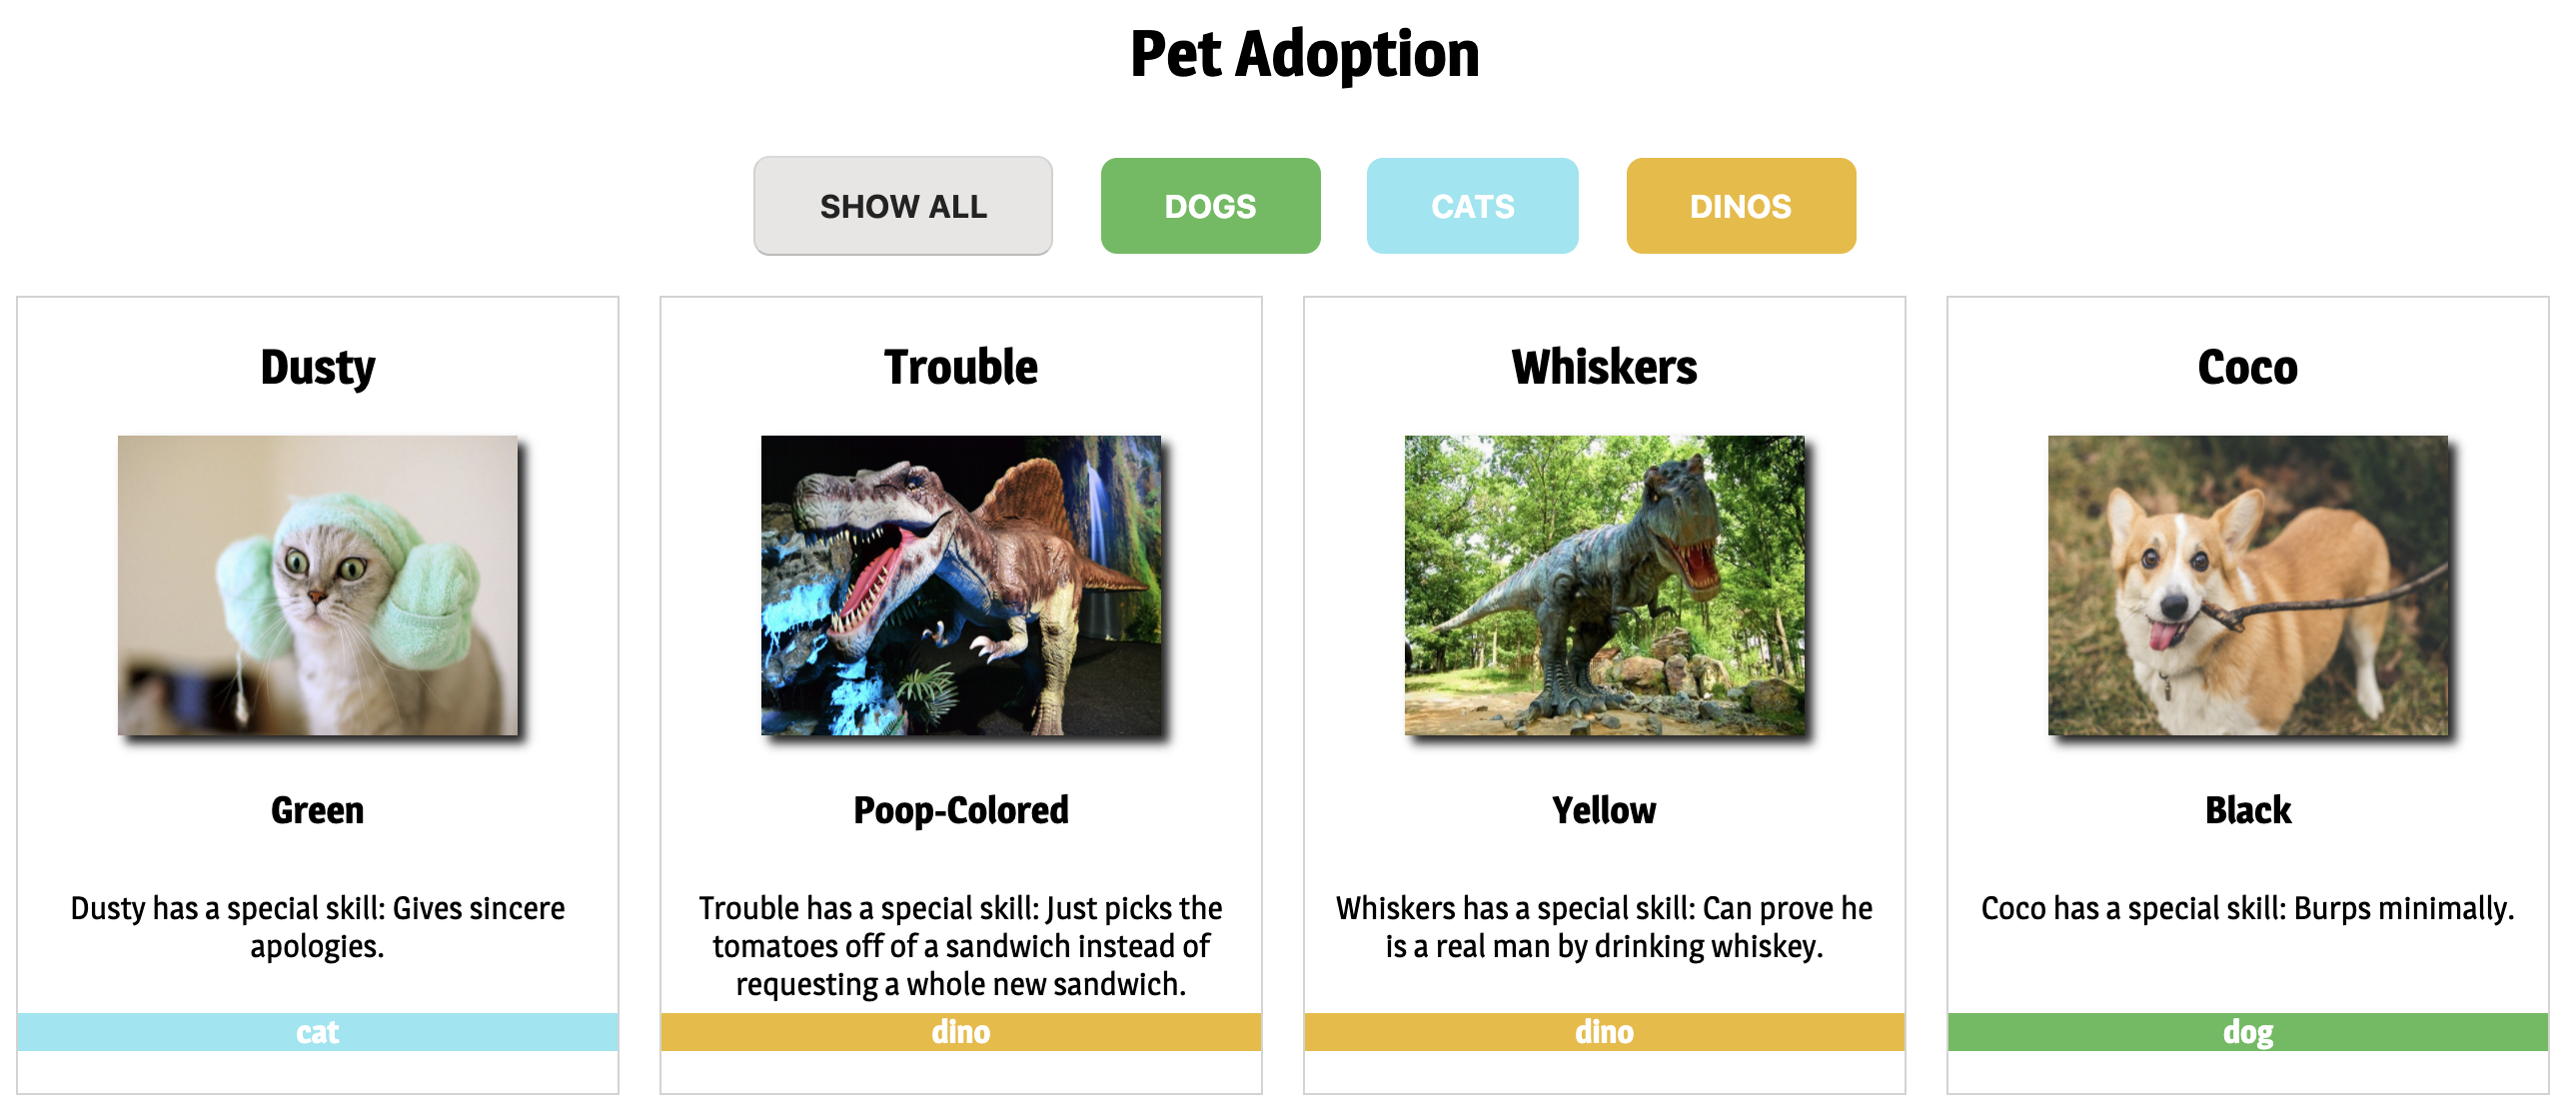 Pet Adoption
SHOW ALL
DOGS
CATS
DINOS
Dusty
Green
Dusty has a special skill: Gives sincere
apologies.
cat
Trouble
Poop-Colored
Trouble has a special skill: Just picks the
tomatoes off of a sandwich instead of
requesting a whole new sandwich.
dino
Whiskers
Yellow
Whiskers has a special skill: Can prove he
is a real man by drinking whiskey.
dino
Coco
Black
Coco has a special skill: Burps minimally.
dog